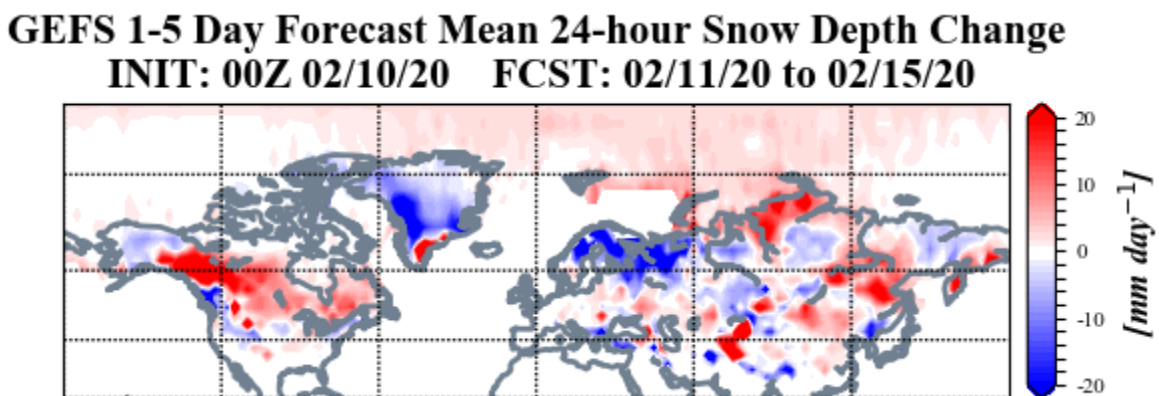 GEFS 1-5 Day Forecast Mean 24-hour Snow Depth Change
INIT: 00Z 02/10/20 FCST: 02/11/20 to 02/15/20
20
10
0
-10
-20
[mm day−1]